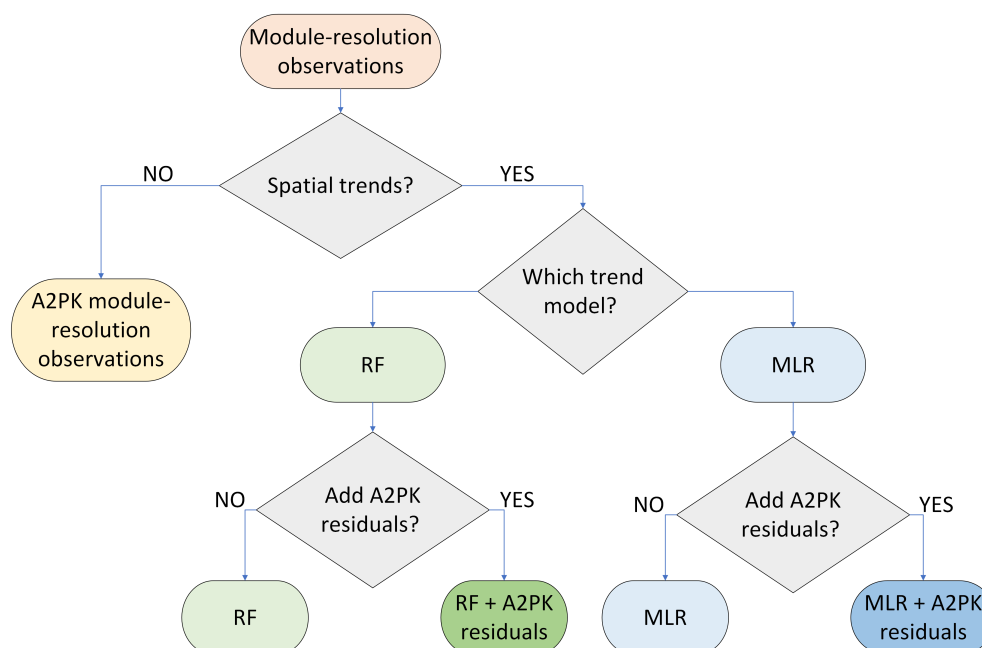 Module-resolution
observations
NO
YES
Spatial trends?
A2PK module-
resolution
observations
Which trend
model?
RF
MLR
NO
Add A2PK
residuals?
YES
NO
Add A2PK
residuals?
YES
RF
RF + A2PK
residuals
MLR
MLR + A2PK
residuals